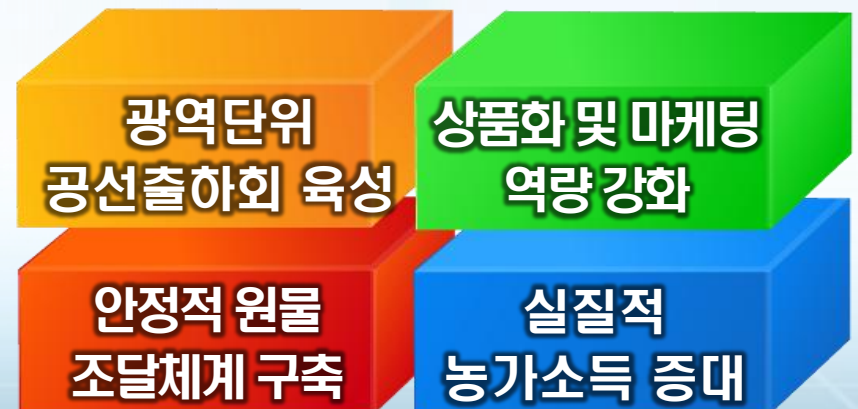 광역단위
공선출하회 육성
상품화 및 마케팅
역량 강화
안정적 원물
조달체계 구축
실질적
농가소득 증대